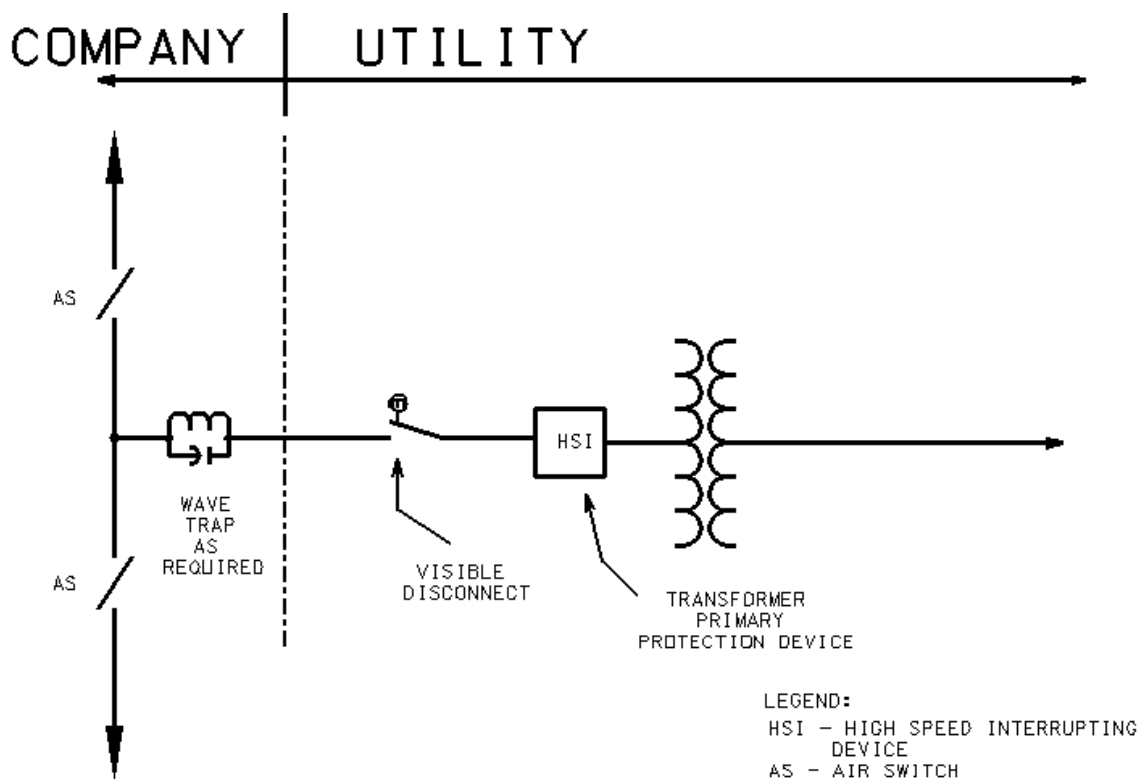 COMPANY UTILITY
AS
WAVE
TRAP
AS
REQUIRED
HSI
AS
VISIBLE
DISCONNECT
TRANSFORMER
PRIMARY
PROTECTION DEVICE
LEGEND:
HSI - HIGH SPEED INTERRUPTING
DEVICE
AS - AIR SWITCH